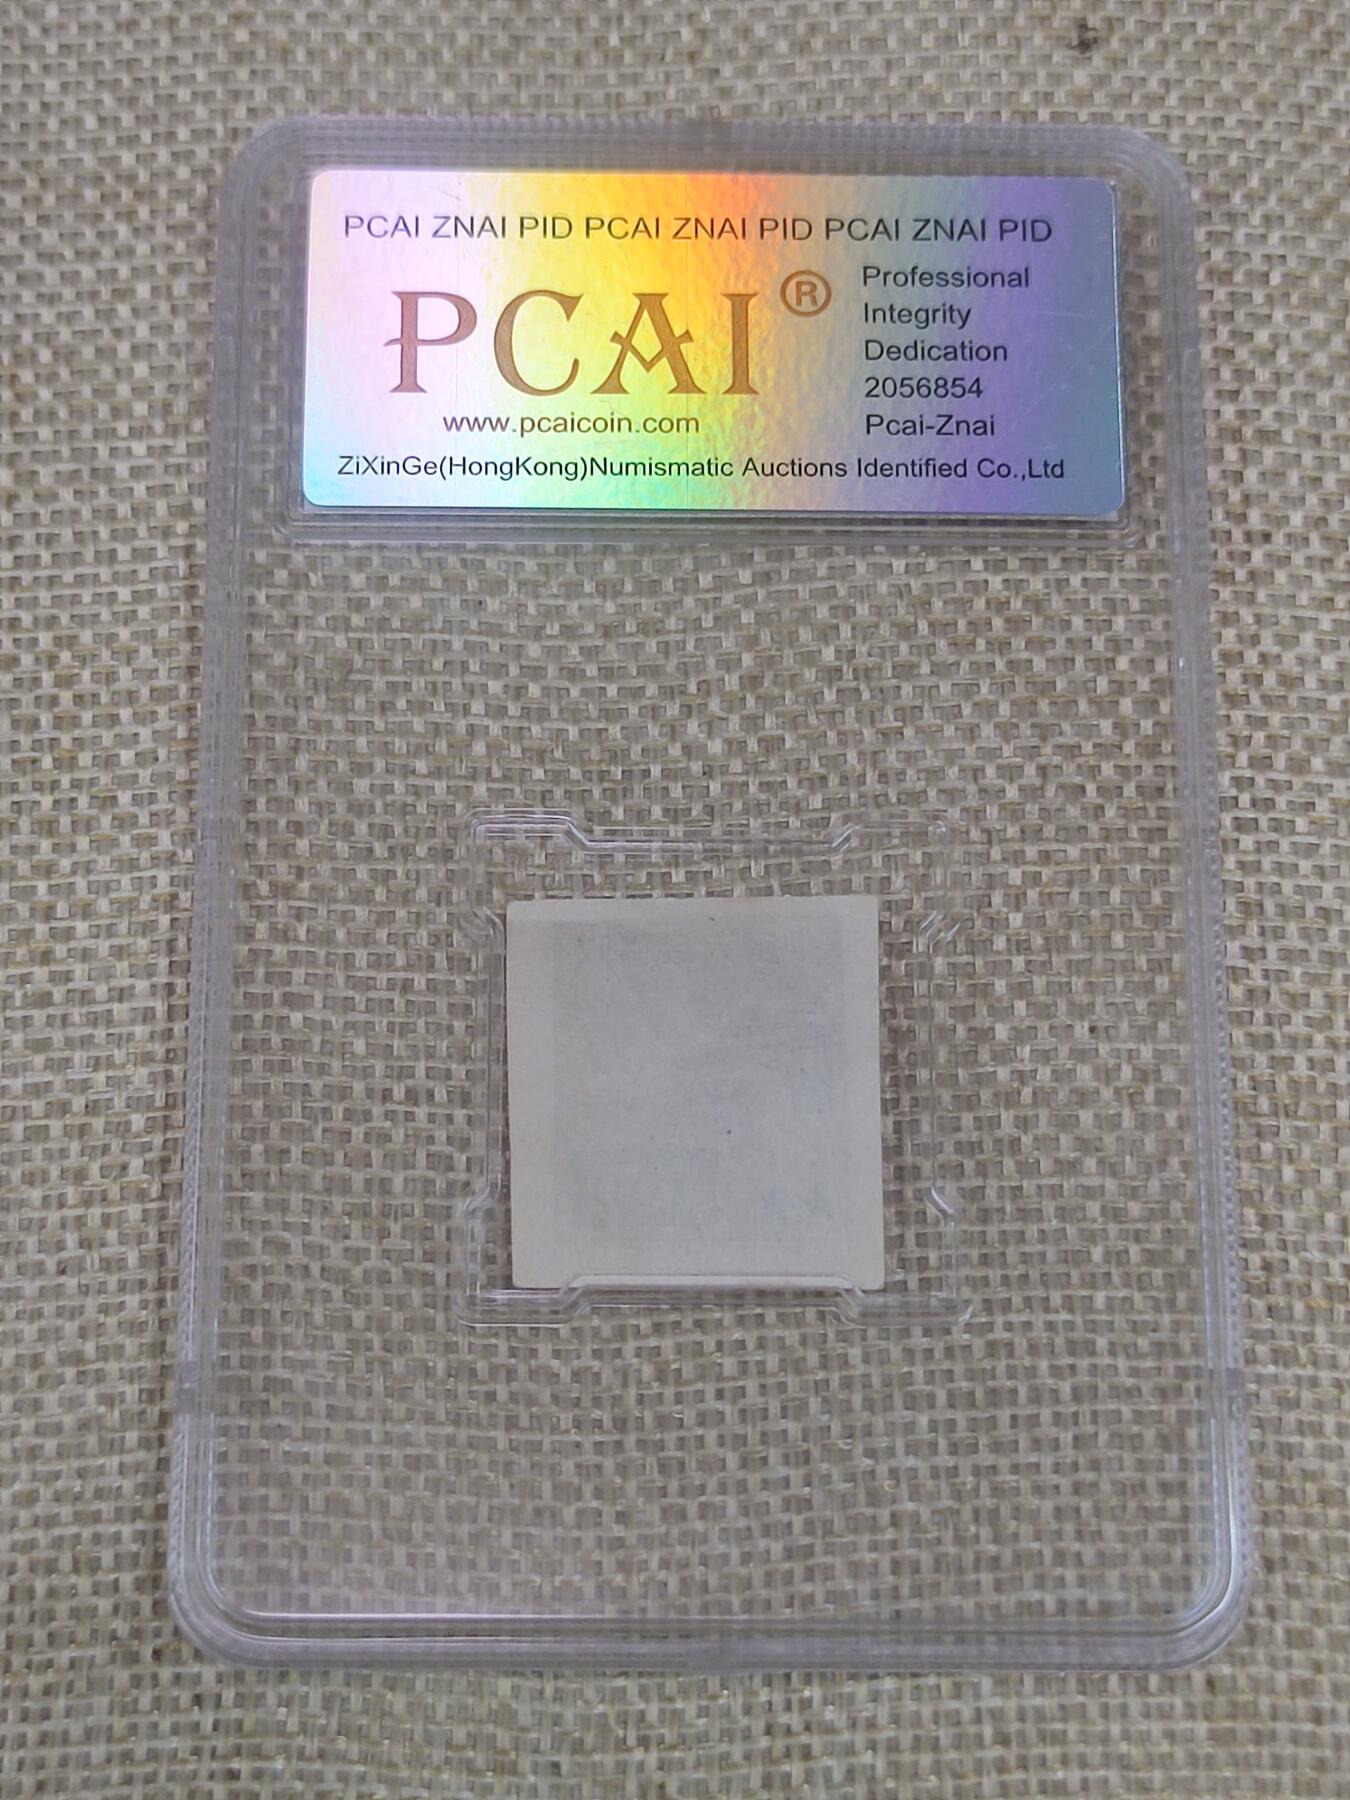 PCAI ZNAI PID PCAI ZNAI PID PCAI ZNAI PID
PCAI®
www.pcaicoin.com
Professional
Integrity
Dedication
2056854
Pcai-Znai
ZiXinGe(HongKong)Numismatic Auctions Identified Co.,Ltd